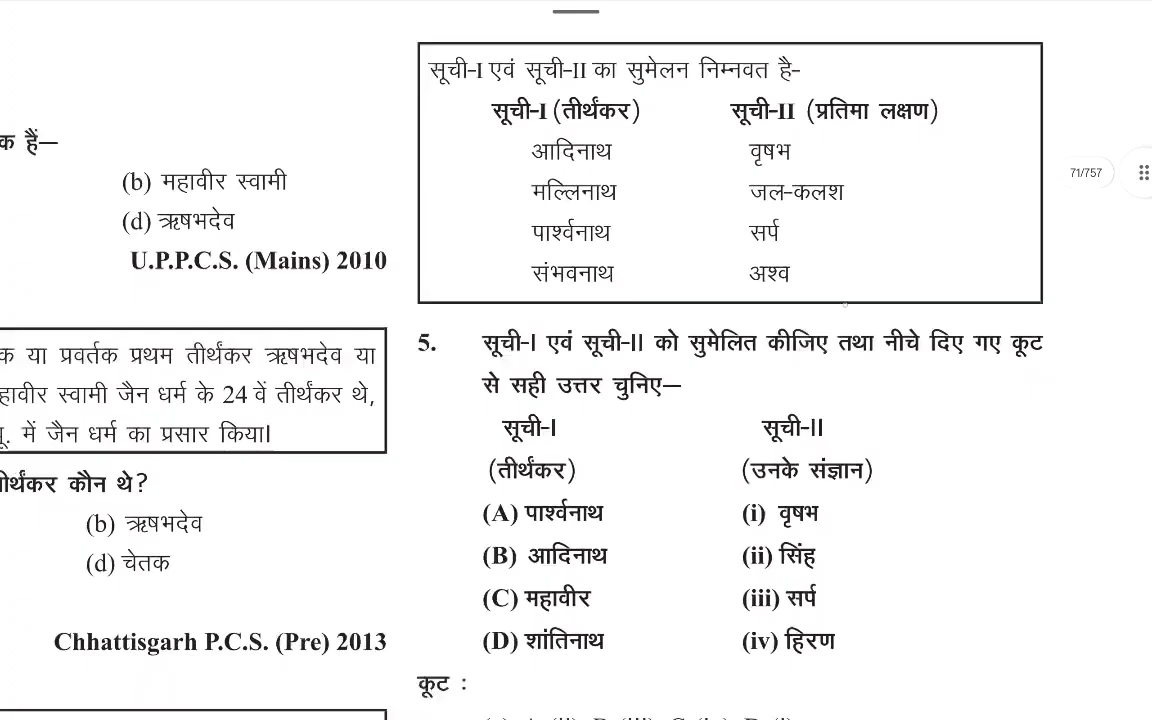 क हैं—
(b) महावीर स्वामी
(d) ऋषभदेव
U.P.P.C.S. (Mains) 2010
क या प्रवर्तक प्रथम तीर्थंकर ऋषभदेव या
हावीर स्वामी जैन धर्म के 24 वें तीर्थंकर थे,
में जैन धर्म का प्रसार किया।
कौन थे?
(b) ऋषभदेव
(d) चेतक
Chhattisgarh P.C.S. (Pre) 2013
सूची-I एवं सूची-II का सुमेलन निम्नवत है-
सूची-I (तीर्थंकर) सूची-II (प्रतिमा लक्षण)
आदिनाथ वृषभ
मल्लिनाथ जल-कलश
पार्श्वनाथ सर्प
संभवनाथ अश्व
5. सूची-I एवं सूची-II को सुमेलित कीजिए तथा नीचे दिए गए कूट
से सही उत्तर चुनिए—
सूची-I सूची-II
(तीर्थंकर) (उनके संज्ञान)
(A) पार्श्वनाथ (i) वृषभ
(B) आदिनाथ (ii) सिंह
(C) महावीर (iii) सर्प
(D) शांतिनाथ (iv) हिरण
कूट :
71/757